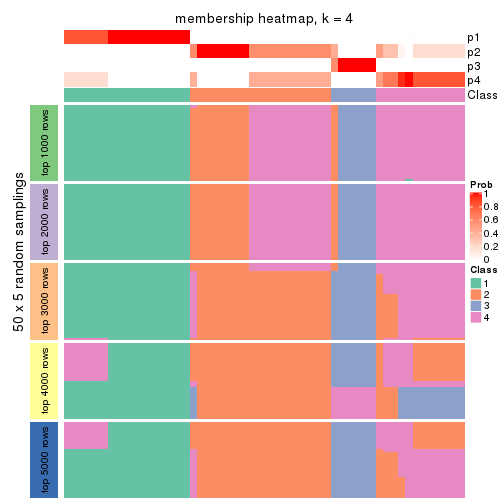 membership heatmap, k = 4
p1
p2
p3
p4
Class
50 x 5 random samplings
top 1000 rows
top 2000 rows
top 3000 rows
top 4000 rows
top 5000 rows
Prob
1
0.8
0.6
0.4
0.2
0
Class
1
2
3
4